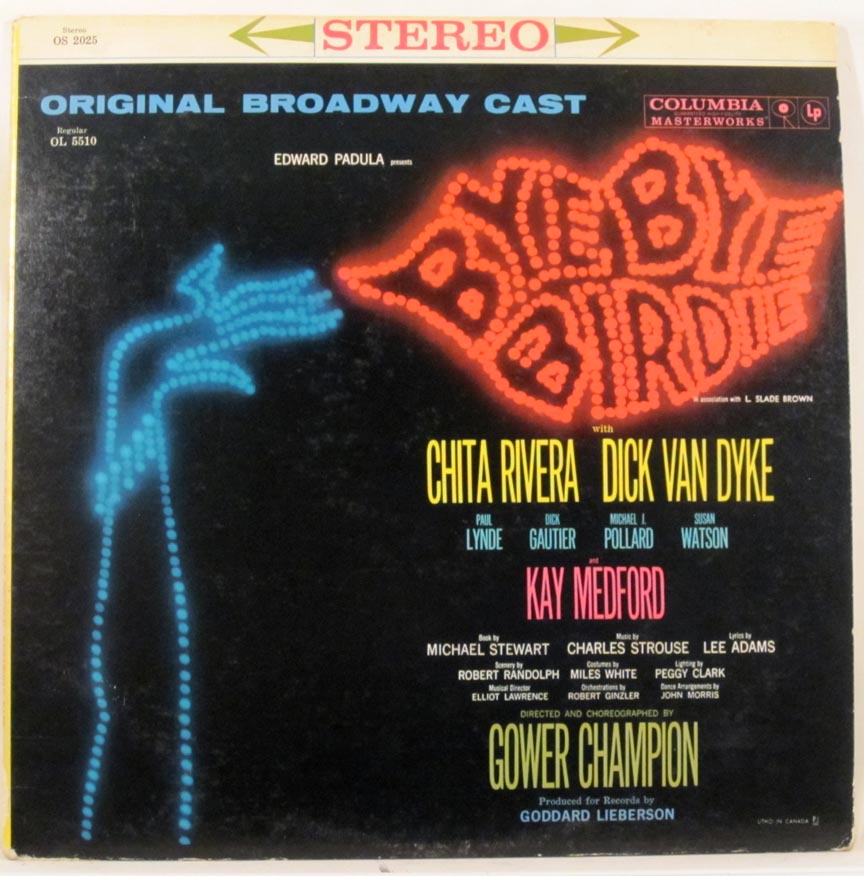 Stereo
OS 2025
STEREO
ORIGINAL BROADWAY CAST
COLUMBIA
GUARANTEED HIGH-FIDELITY
MASTERWORKS
Lp
Regular
OL 5510
EDWARD PADULA presents
BYE BYE
BIRDIE
in association with L. SLADE BROWN
with
CHITA RIVERA DICK VAN DYKE
PAUL LYNDE
DICK GAUTIER
MICHAEL J. POLLARD
SUSAN WATSON
and
KAY MEDFORD
Book by
MICHAEL STEWART
Music by
CHARLES STROUSE
Lyrics by
LEE ADAMS
Scenery by
ROBERT RANDOLPH
Costumes by
MILES WHITE
Lighting by
PEGGY CLARK
Musical Director
ELLIOT LAWRENCE
Orchestrations by
ROBERT GINZLER
Dance Arrangements by
JOHN MORRIS
DIRECTED AND CHOREOGRAPHED BY
GOWER CHAMPION
Produced for Records by
GODDARD LIEBERSON
LITHO IN CANADA